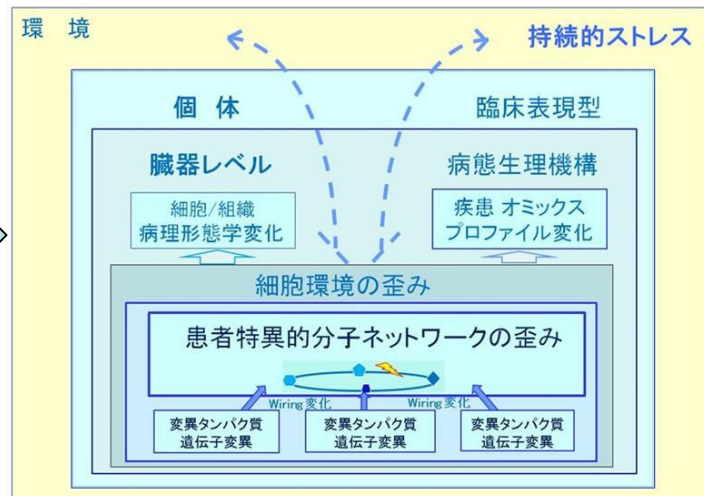 環　境
持続的ストレス
個　体
臨床表現型
臓器レベル
病態生理機構
細胞/組織
病理形態学変化
疾患 オミックス
プロファイル変化
細胞環境の歪み
患者特異的分子ネットワークの歪み
Wiring 変化
Wiring 変化
変異タンパク質
遺伝子変異
変異タンパク質
遺伝子変異
変異タンパク質
遺伝子変異